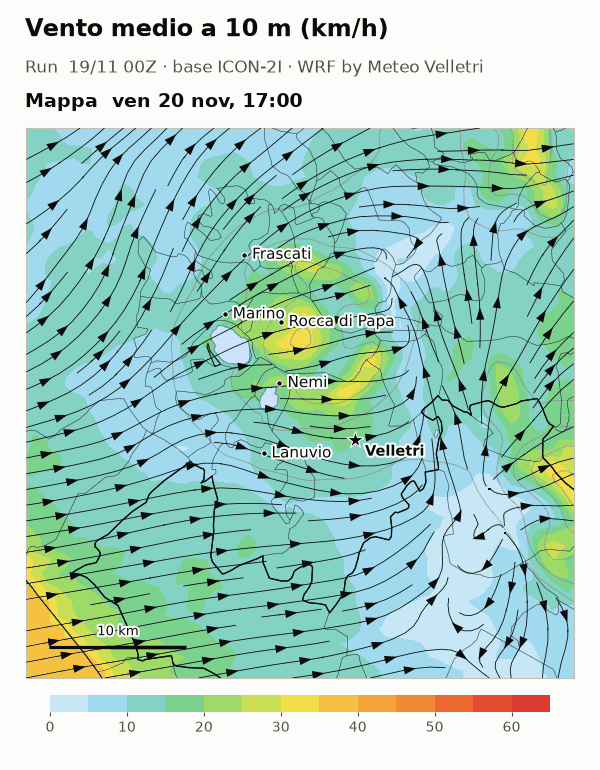 Vento medio a 10 m (km/h)
Run  19/11 00Z · base ICON-2I · WRF by Meteo Velletri
Mappa  ven 20 nov, 17:00
Frascati
Marino
Rocca di Papa
Nemi
Velletri
Lanuvio
10 km
0 10 20 30 40 50 60